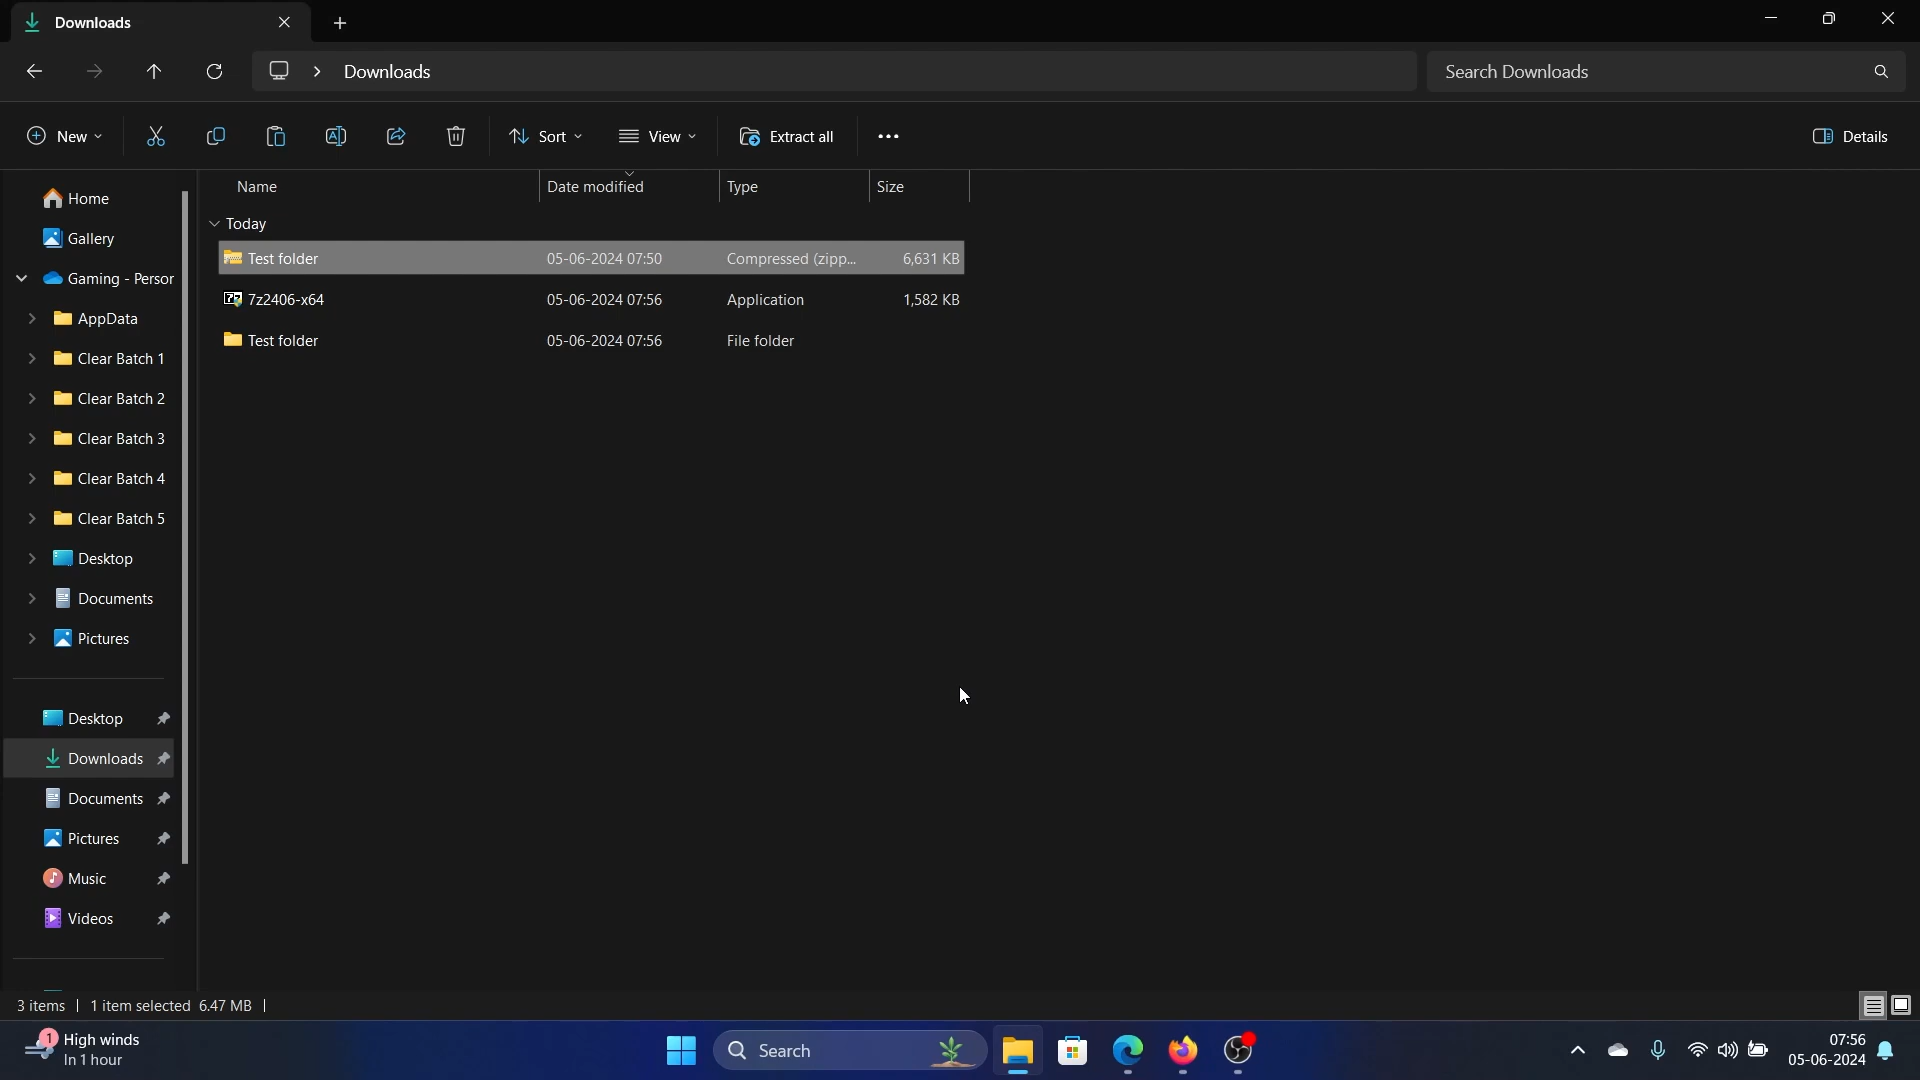 Downloads
Downloads
Search Downloads
New
Sort
View
Extract all
Details
Name Date modified Type Size
Today
Test folder 05-06-2024 07:50 Compressed (zipp... 6,631 KB
7z2406-x64 05-06-2024 07:56 Application 1,582 KB
Test folder 05-06-2024 07:56 File folder
Home
Gallery
Gaming - Person
AppData
Clear Batch 1
Clear Batch 2
Clear Batch 3
Clear Batch 4
Clear Batch 5
Desktop
Documents
Pictures
Desktop
Downloads
Documents
Pictures
Music
Videos
3 items 1 item selected 6.47 MB
1
High winds
In 1 hour
Search
07:56
05-06-2024